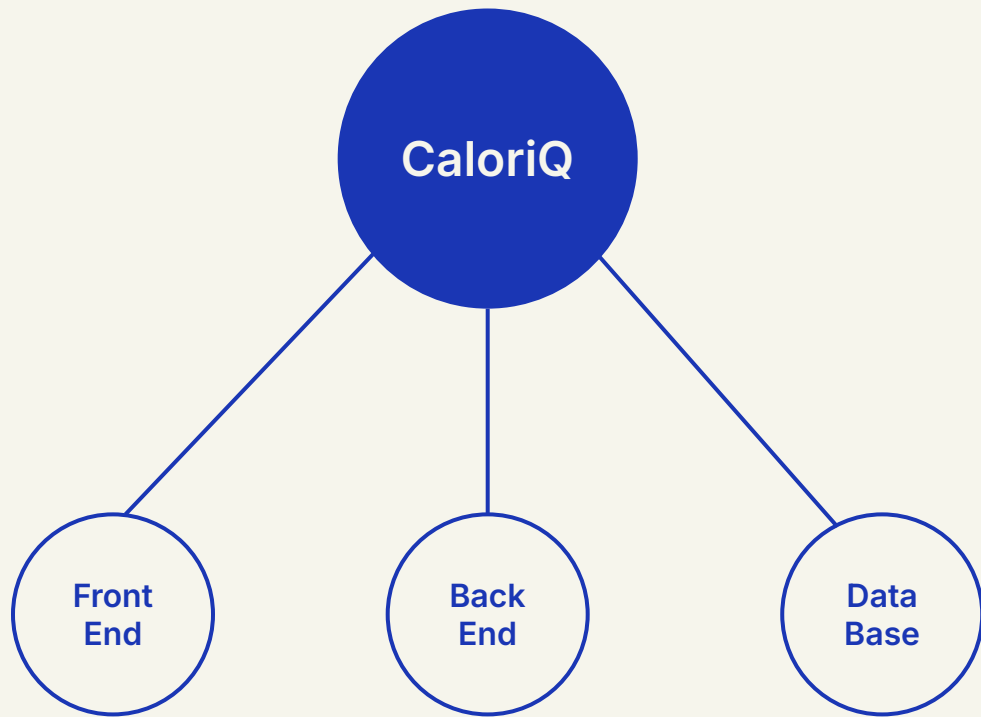 CaloriQ
Front
End
Back
End
Data
Base